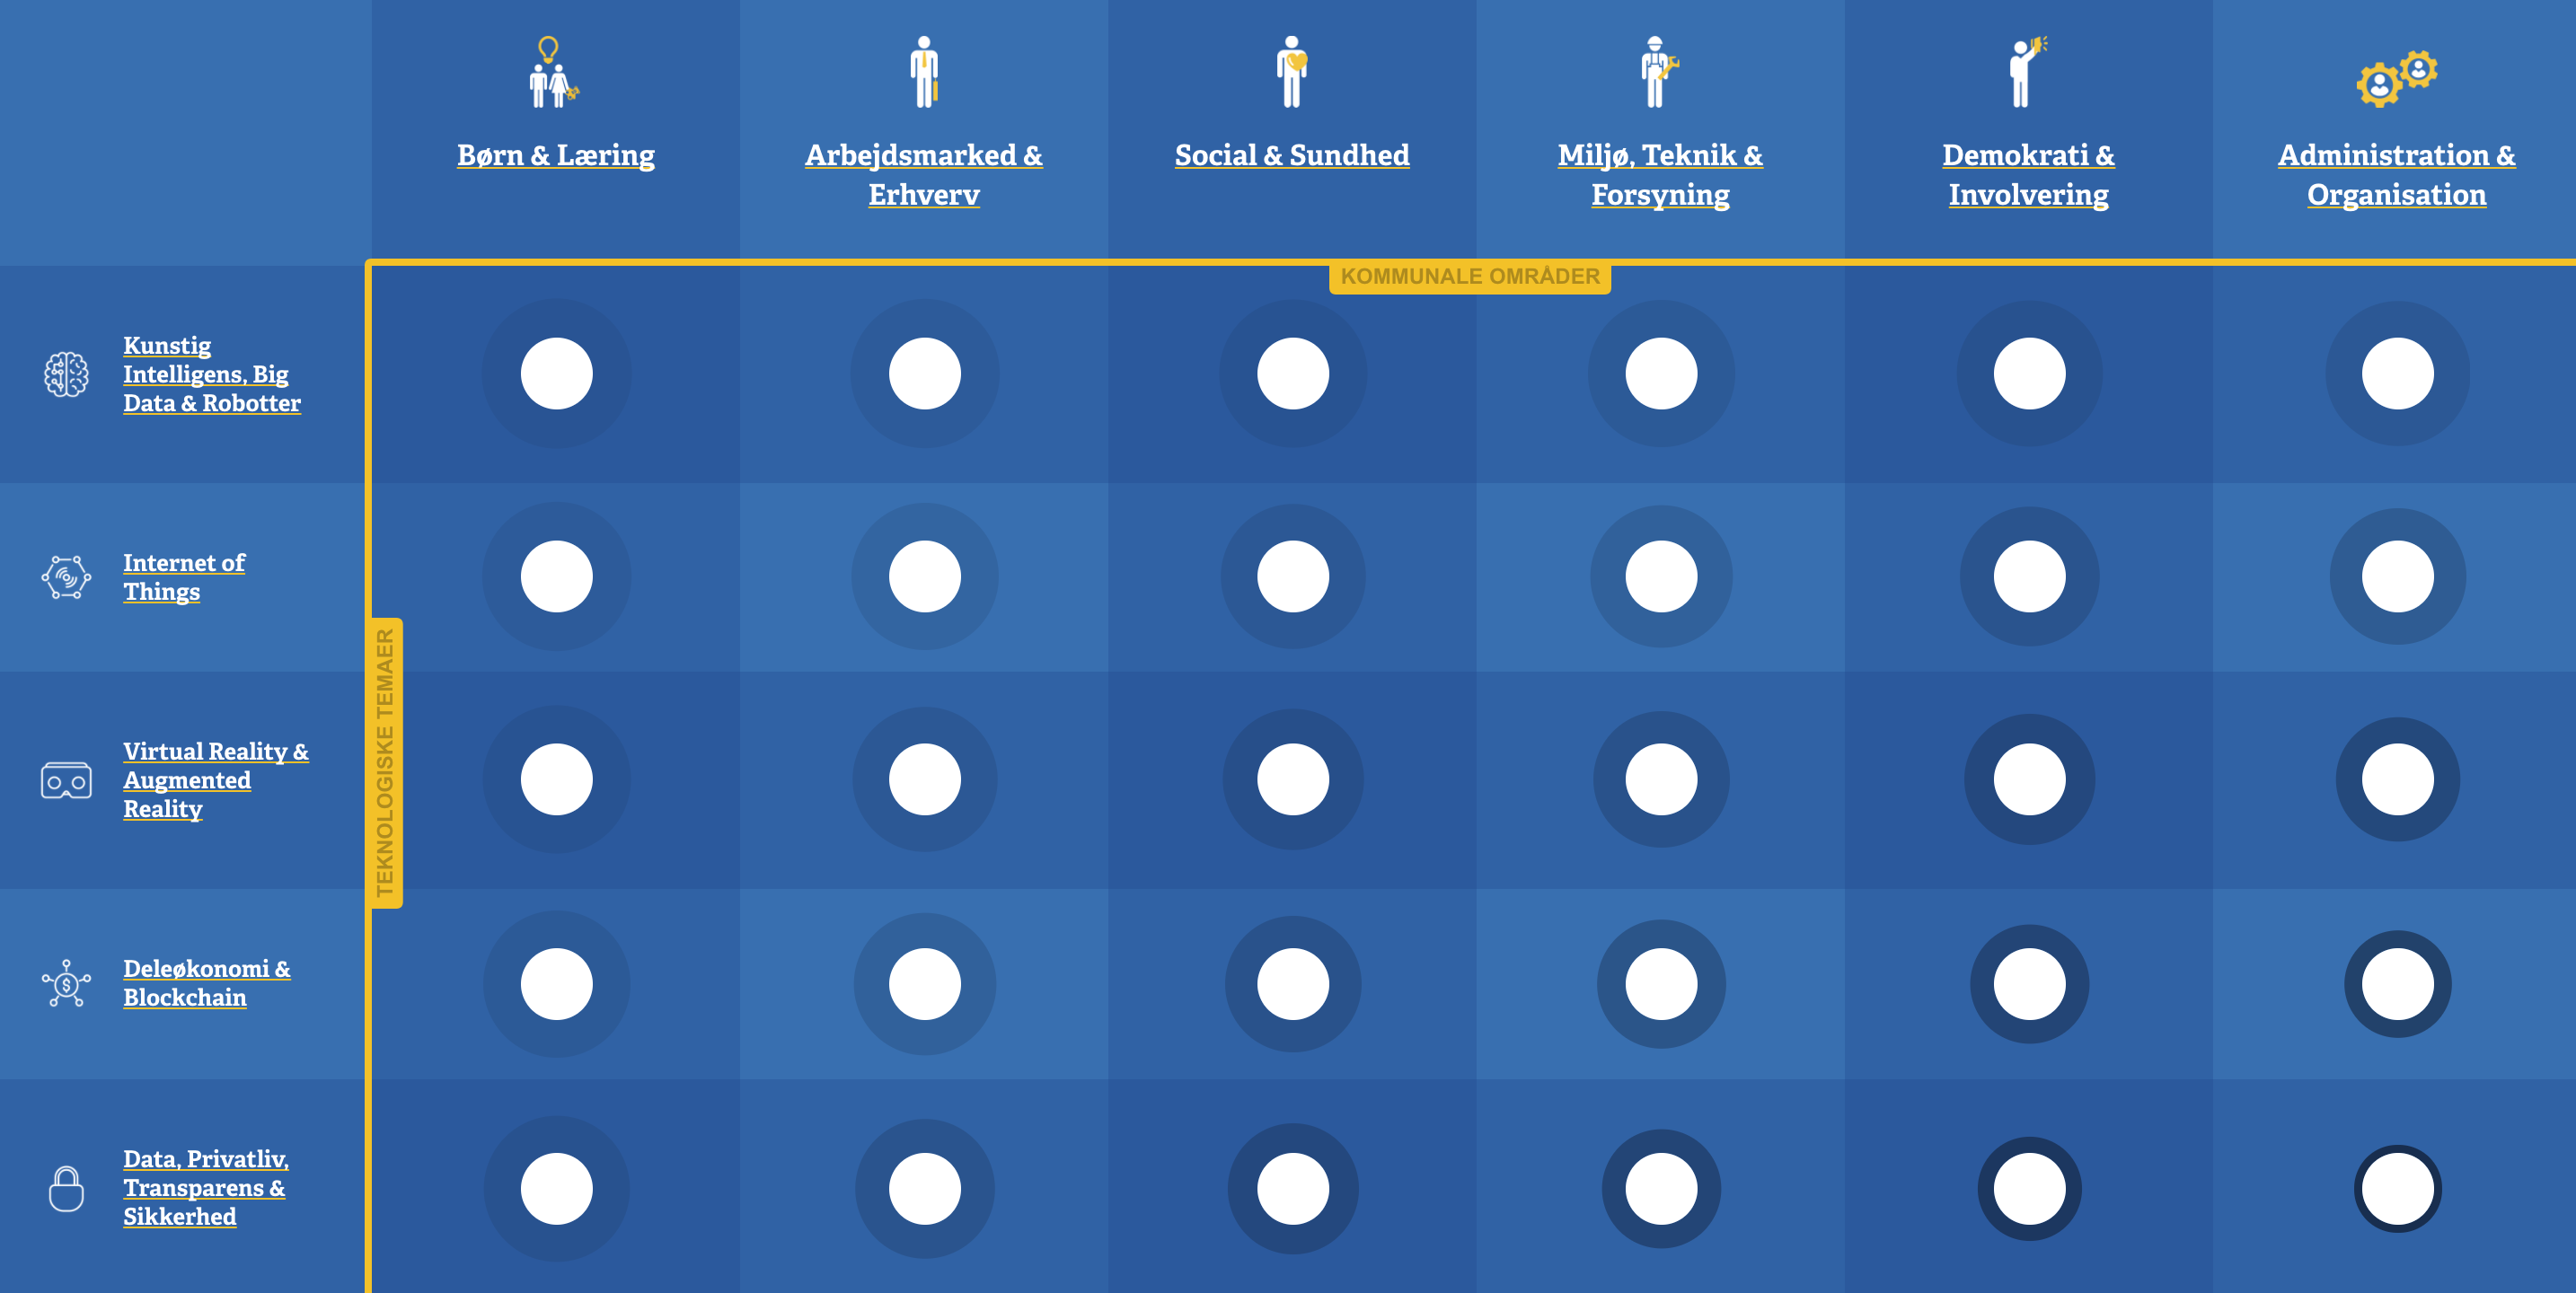 Børn & Læring
Arbejdsmarked &
Erhverv
Social & Sundhed
Miljø, Teknik &
Forsyning
Demokrati &
Involvering
Administration &
Organisation
KOMMUNALE OMRÅDER
TEKNOLOGISKE TEMAER
Kunstig
Intelligens, Big
Data & Robotter
Internet of
Things
Virtual Reality &
Augmented
Reality
Deleøkonomi &
Blockchain
Data, Privatliv,
Transparens &
Sikkerhed